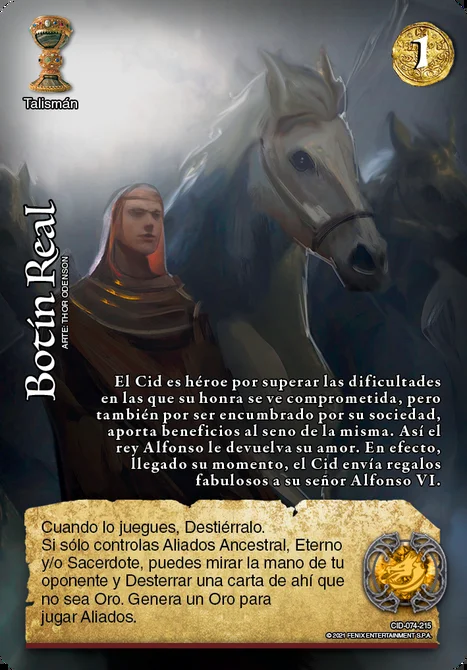 Talismán
1
Botín Real
ARTE: THOR ODENSON
El Cid es héroe por superar las dificultades
en las que su honra se ve comprometida, pero
también por ser encumbrado por su sociedad,
aporta beneficios al seno de la misma. Así el
rey Alfonso le devuelva su amor. En efecto,
llegado su momento, el Cid envía regalos
fabulosos a su señor Alfonso VI.
Cuando lo juegues, Destiérralo.
Si sólo controlas Aliados Ancestral, Eterno
y/o Sacerdote, puedes mirar la mano de tu
oponente y Desterrar una carta de ahí que
no sea Oro. Genera un Oro para
jugar Aliados.
CID-074-215
© 2021 FENIX ENTERTAINMENT S.P.A.